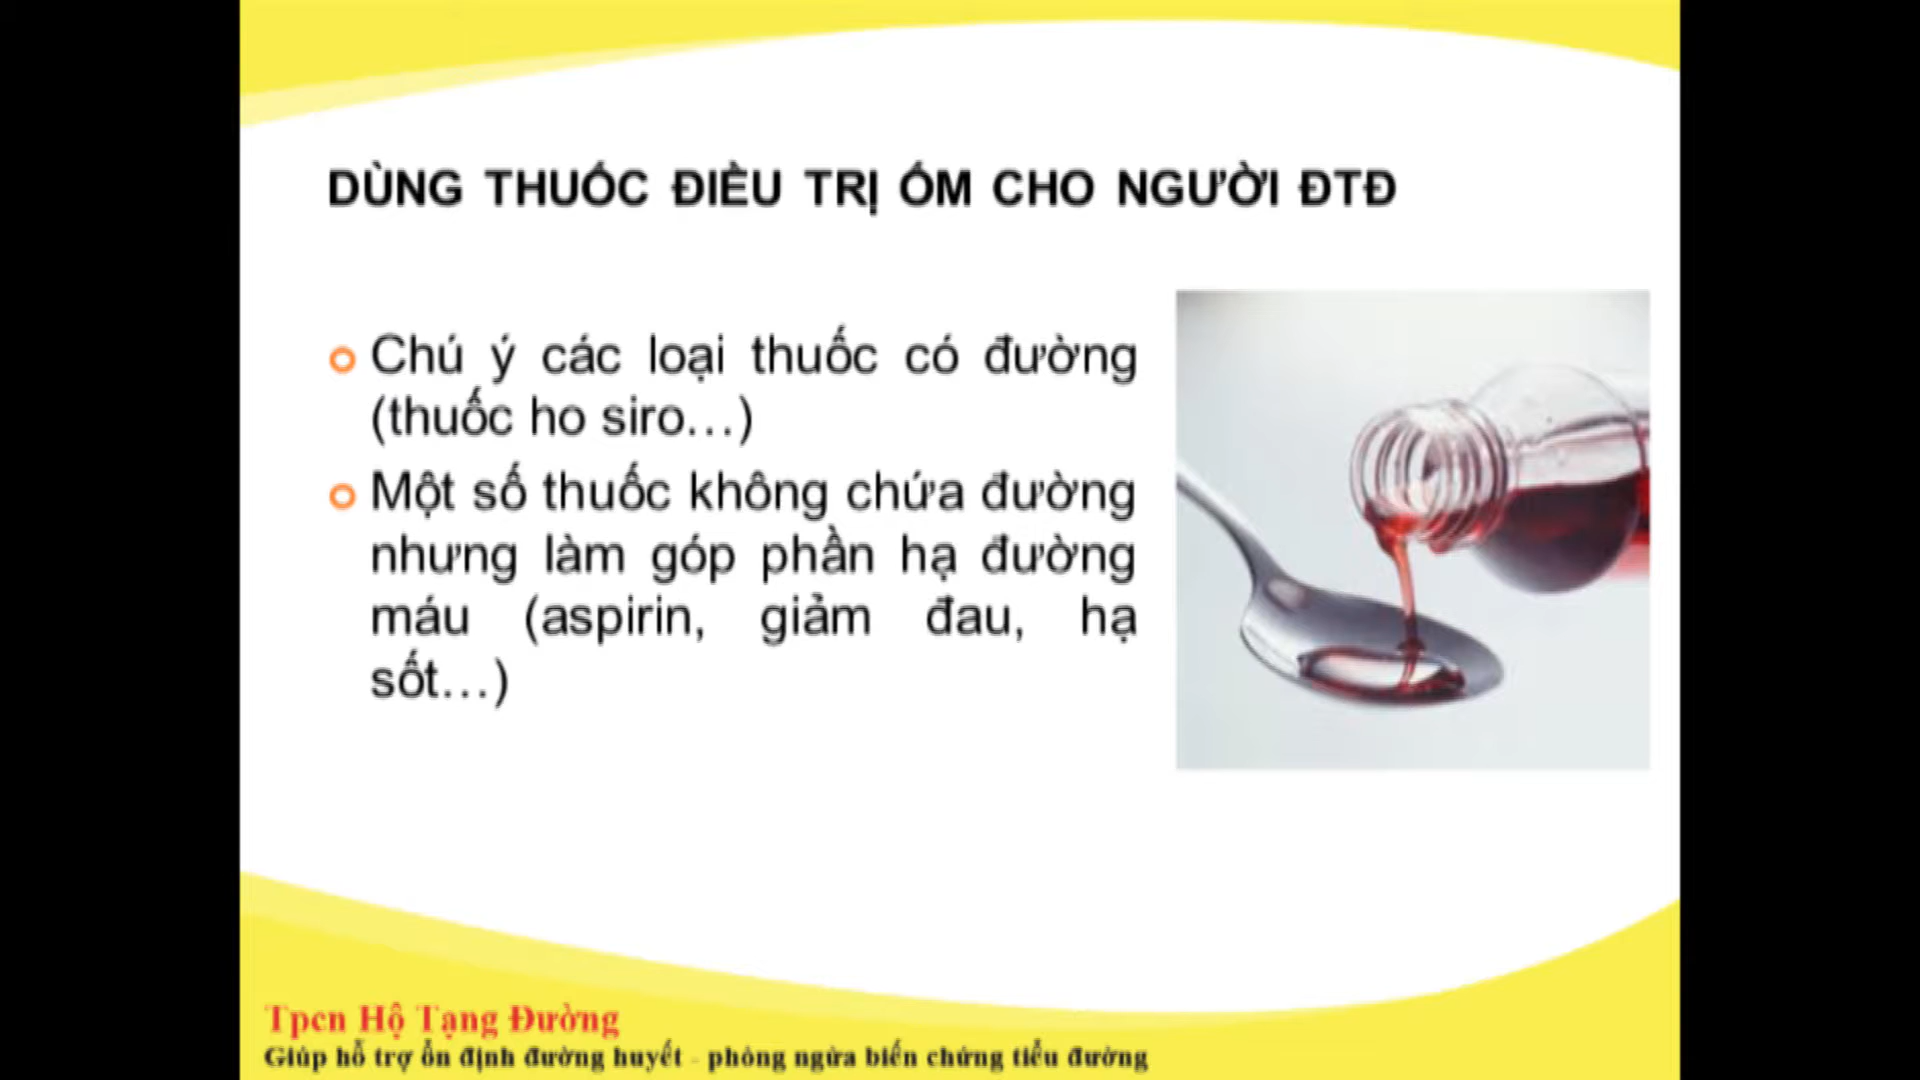 DÙNG THUỐC ĐIỀU TRỊ ỐM CHO NGƯỜI ĐTĐ
Chú ý các loại thuốc có đường
(thuốc ho siro…)
Một số thuốc không chứa đường
nhưng làm góp phần hạ đường
máu (aspirin, giảm đau, hạ
sốt…)
Tpcn Hộ Tạng Đường
Giúp hỗ trợ ổn định đường huyết - phòng ngừa biến chứng tiểu đường